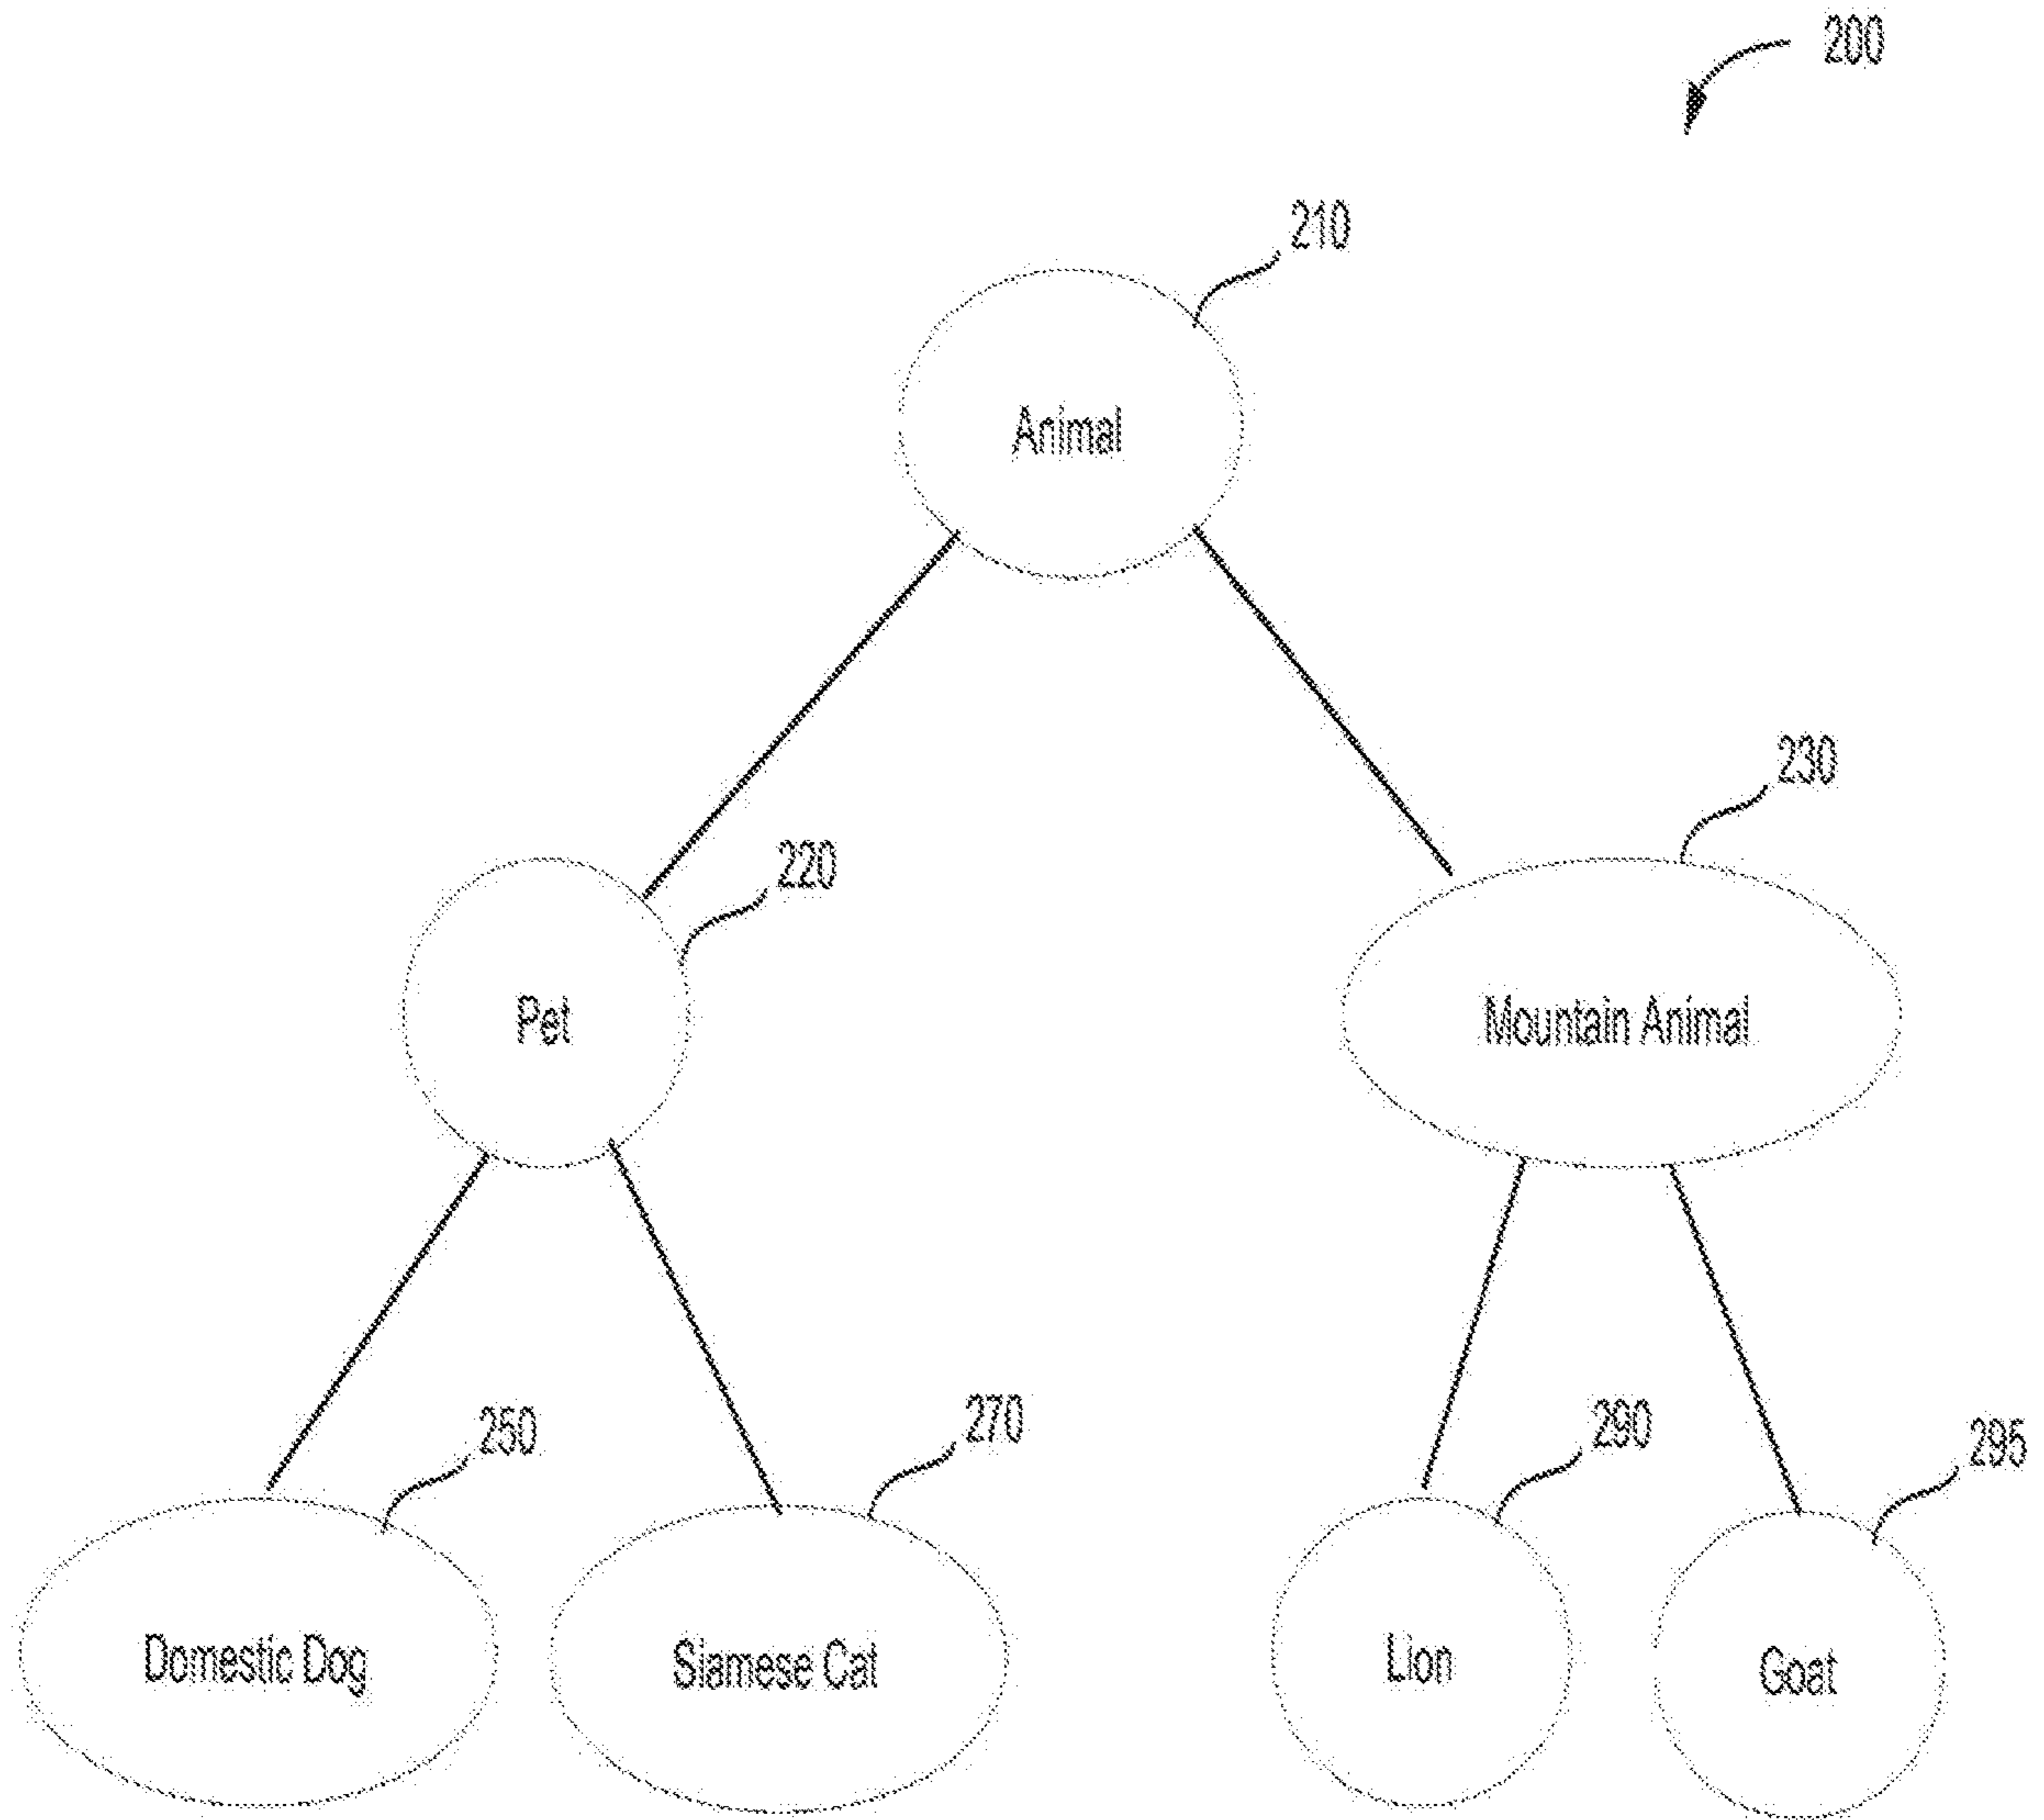 200
210
Animal
230
220
Pet
Mountain Animal
250
270
290
295
Domestic Dog
Siamese Cat
Lion
Goat